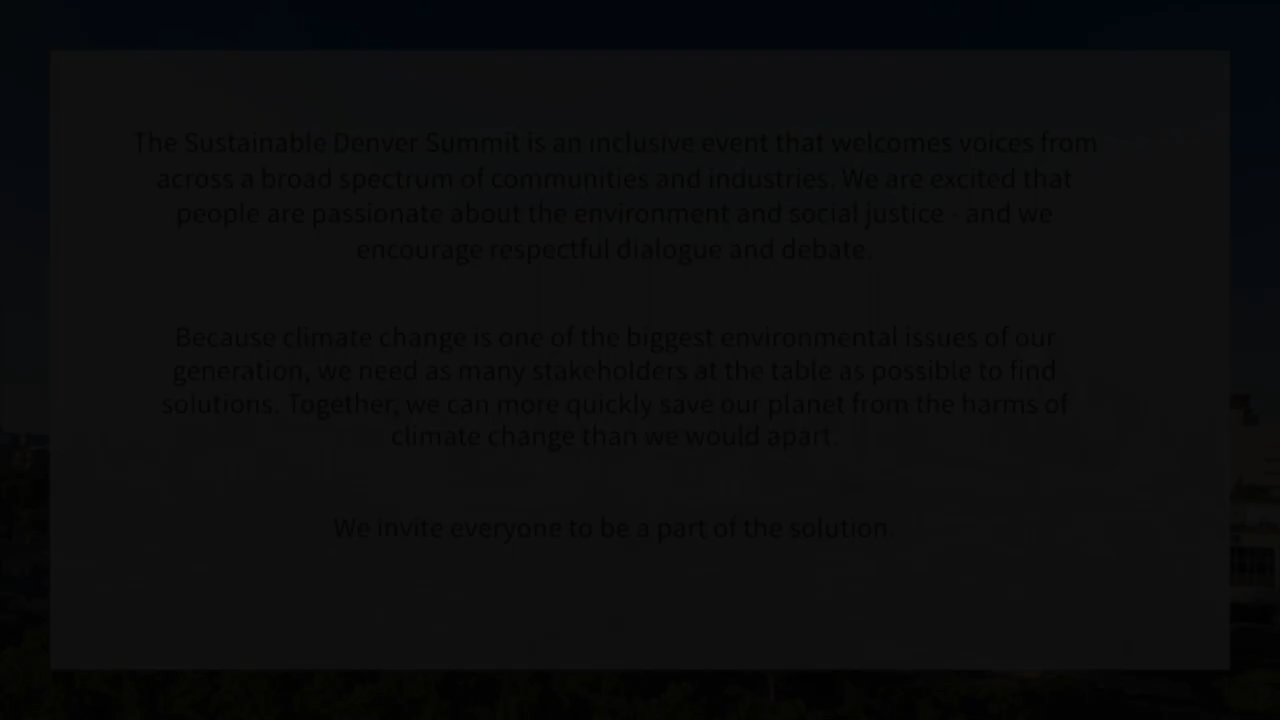 The Sustainable Denver Summit is an inclusive event that welcomes voices from
across a broad spectrum of communities and industries. We are excited that
people are passionate about the environment and social justice - and we
encourage respectful dialogue and debate.
Because climate change is one of the biggest environmental issues of our
generation, we need as many stakeholders at the table as possible to find
solutions. Together, we can more quickly save our planet from the harms of
climate change than we would apart.
We invite everyone to be a part of the solution.